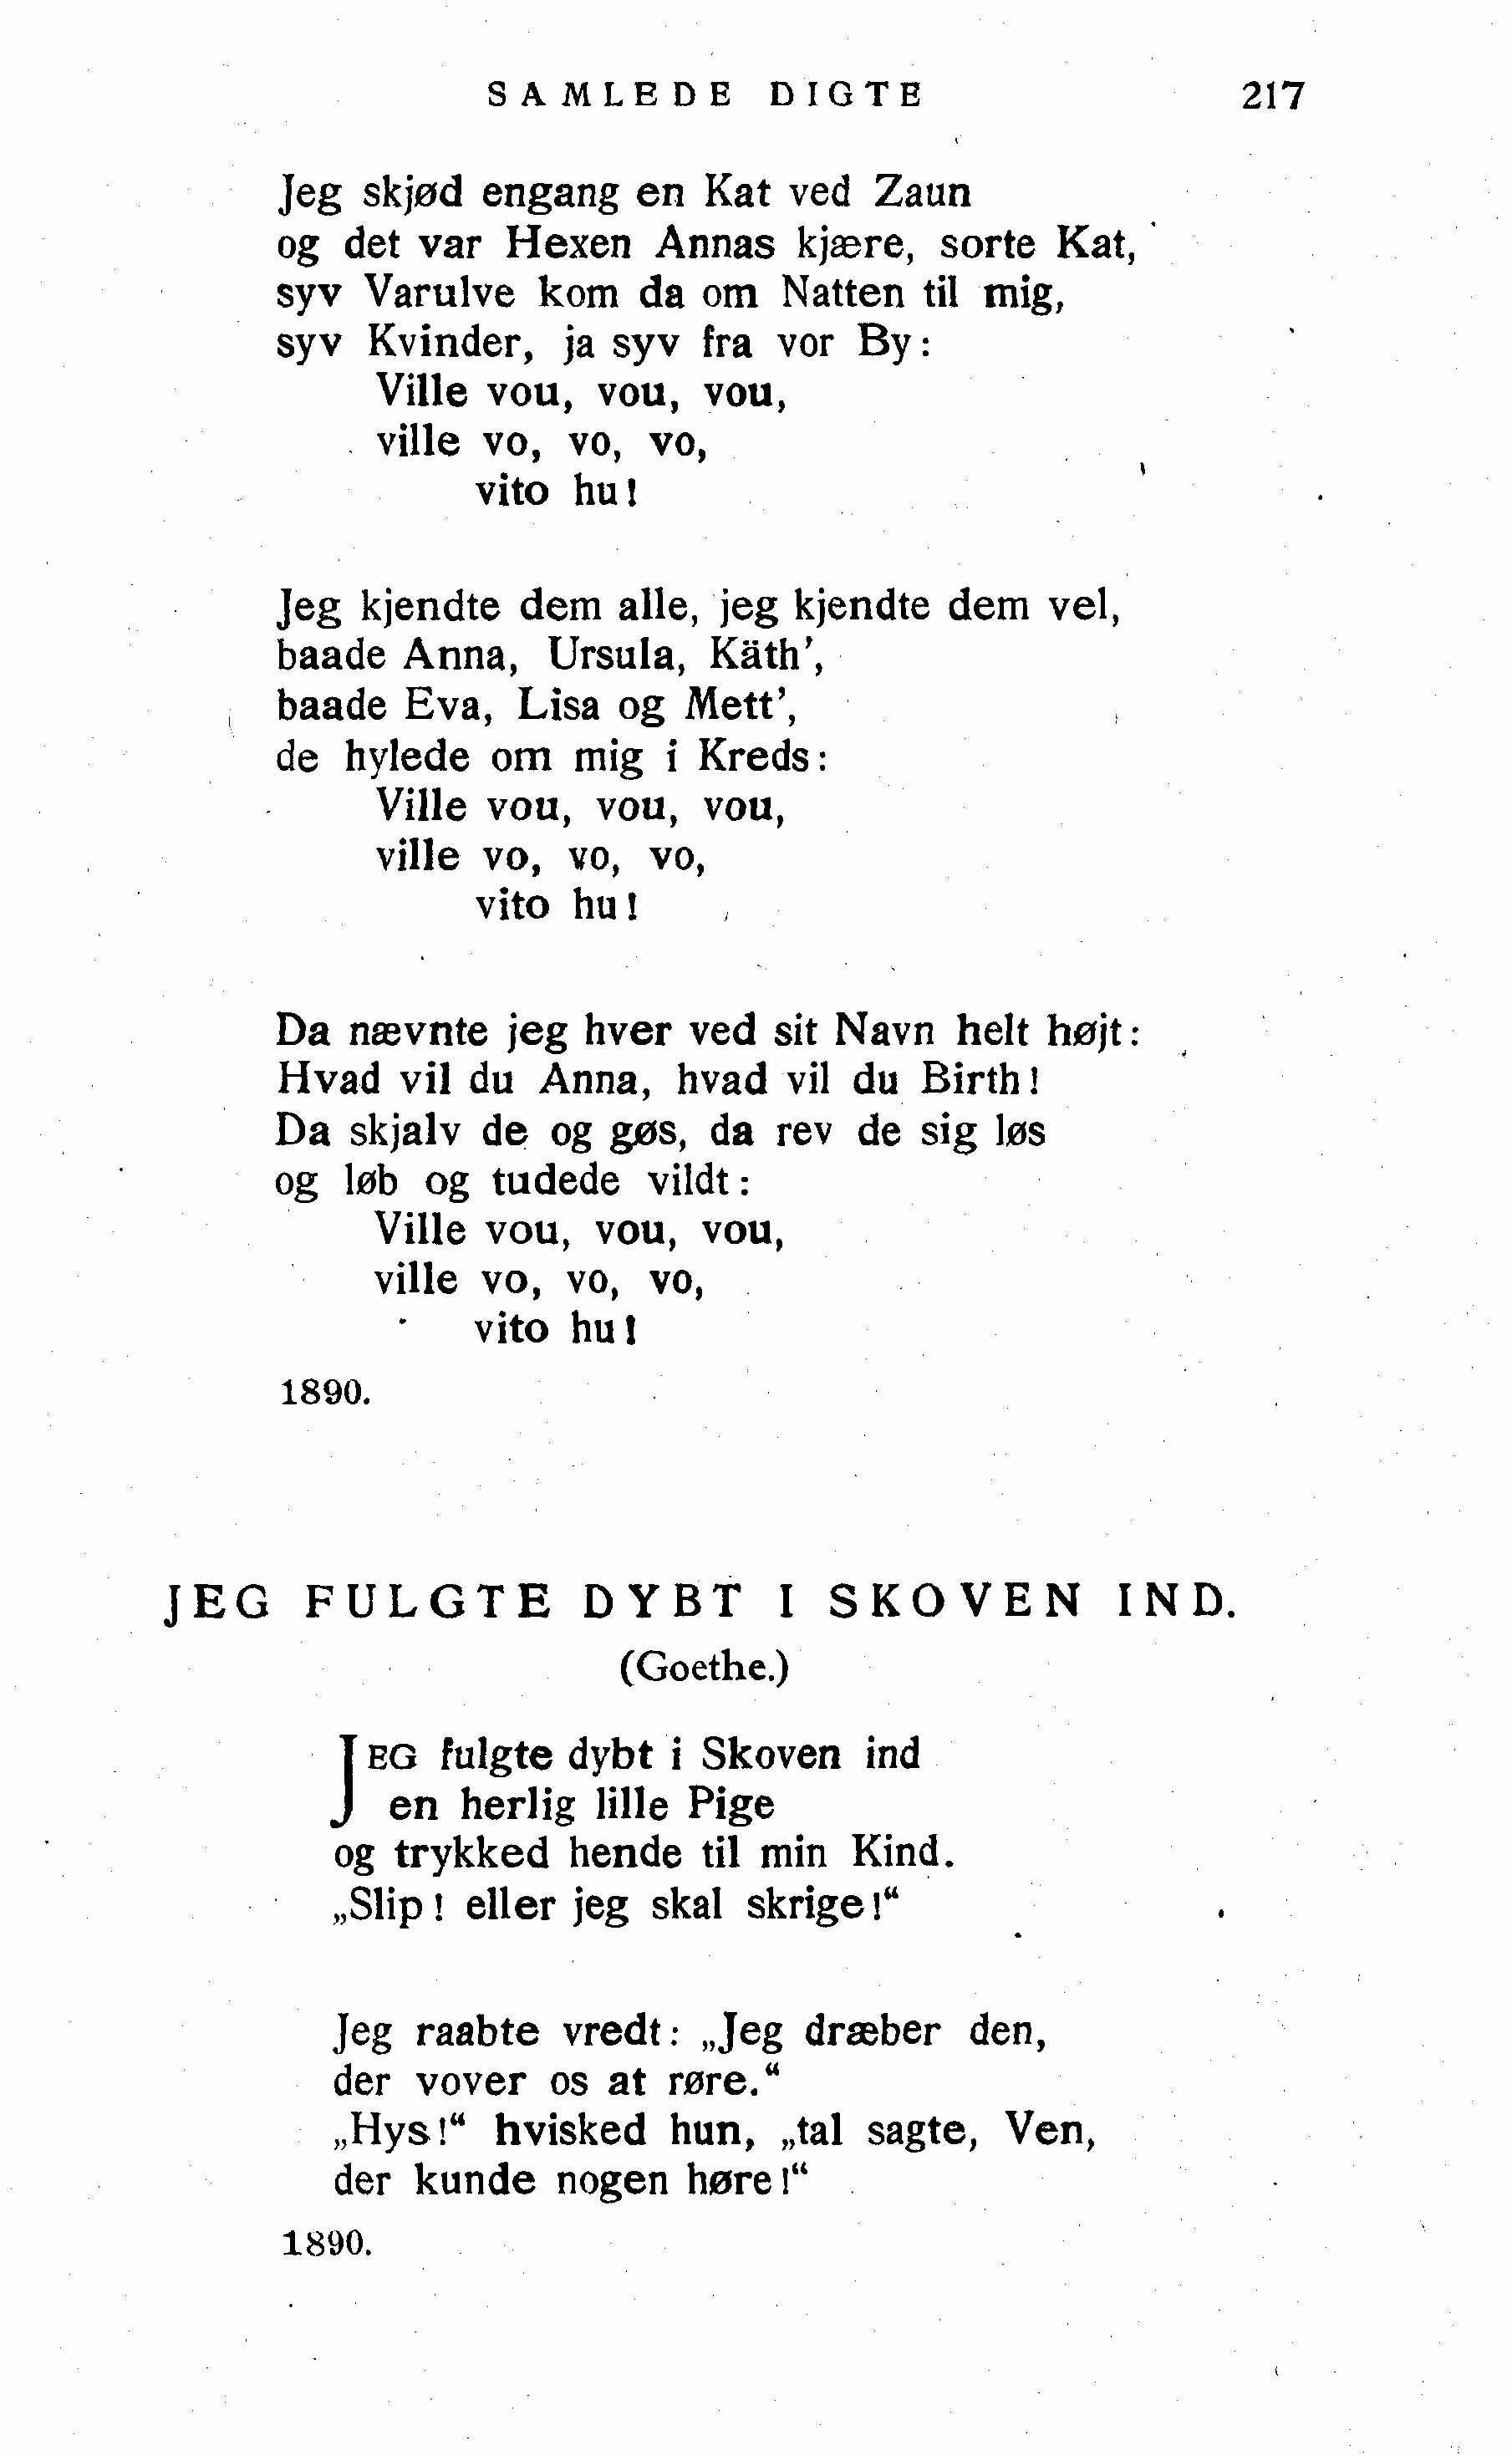 SAMLEDE DIGTE 217
Jeg skjød engang en Kat ved Zaun
og det var Hexen Annas kjære, sorte Kat,
syv Varulve kom da om Natten til mig,
syv Kvinder, ja syv fra vor By:
Ville vou, vou, vou,
ville vo, vo, vo,
vito hu!
Jeg kjendte dem alle, jeg kjendte dem vel,
baade Anna, Ursula, Käth',
baade Eva, Lisa og Mett',
de hylede om mig i Kreds:
Ville vou, vou, vou,
ville vo, vo, vo,
vito hu!
Da nævnte jeg hver ved sit Navn helt højt:
Hvad vil du Anna, hvad vil du Birth!
Da skjalv de og gøs, da rev de sig løs
og løb og tudede vildt:
Ville vou, vou, vou,
ville vo, vo, vo,
vito hu!
1890.
JEG FULGTE DYBT I SKOVEN IND.
(Goethe.)
JEG fulgte dybt i Skoven ind
en herlig lille Pige
og trykked hende til min Kind.
„Slip! eller jeg skal skrige!“
Jeg raabte vredt: „Jeg dræber den,
der vover os at røre.“
„Hys!“ hvisked hun, „tal sagte, Ven,
der kunde nogen høre!“
1890.